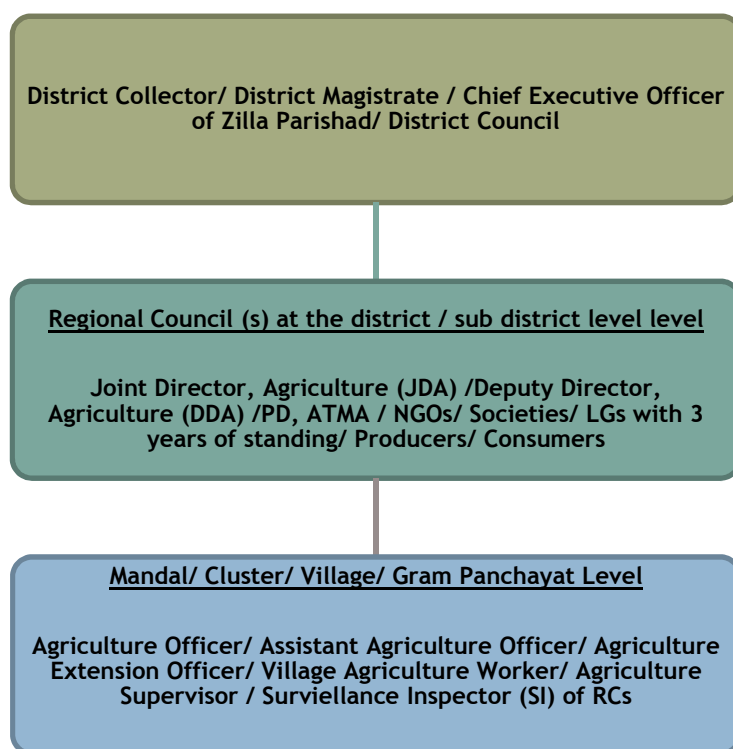 District Collector/ District Magistrate / Chief Executive Officer
of Zilla Parishad/ District Council
Regional Council (s) at the district / sub district level level
Joint Director, Agriculture (JDA) /Deputy Director,
Agriculture (DDA) /PD, ATMA / NGOs/ Societies/ LGs with 3
years of standing/ Producers/ Consumers
Mandal/ Cluster/ Village/ Gram Panchayat Level
Agriculture Officer/ Assistant Agriculture Officer/ Agriculture
Extension Officer/ Village Agriculture Worker/ Agriculture
Supervisor / Surviellance Inspector (SI) of RCs